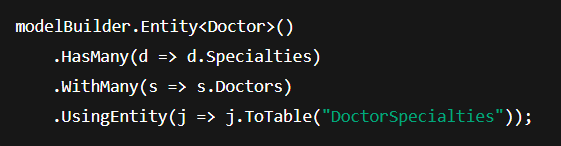 modelBuilder.Entity<Doctor>()
    .HasMany(d => d.Specialties)
    .WithMany(s => s.Doctors)
    .UsingEntity(j => j.ToTable("DoctorSpecialties"));